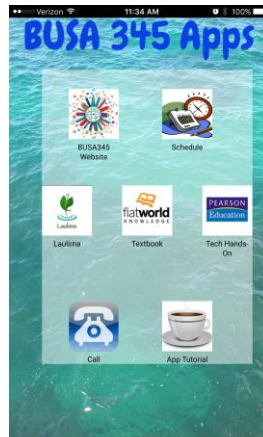 Verizon 11:34 AM 100%
BUSA 345 Apps
BUSA345
Website
Schedule
Laulima
flatworld
KNOWLEDGE
PEARSON
Education
Laulima
Textbook
Tech Hands-
On
Call
App Tutorial